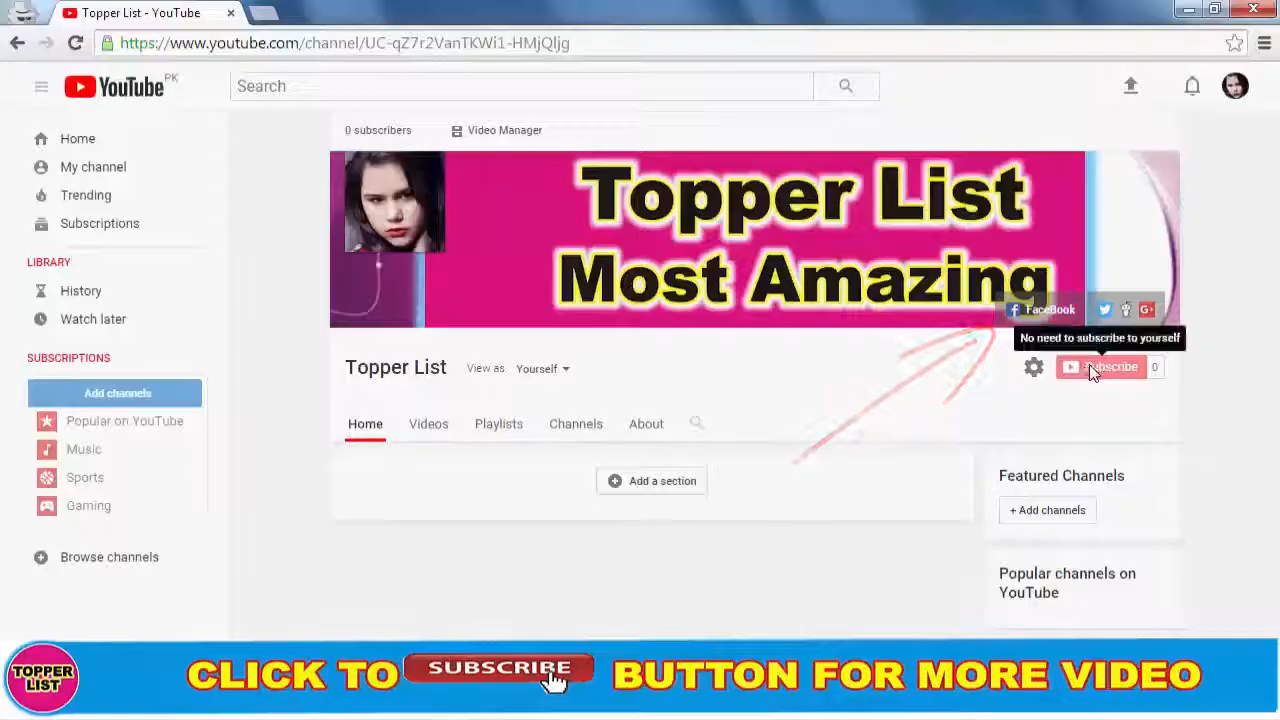 Topper List - YouTube
https://www.youtube.com/channel/UC-qZ7r2VanTKWi1-HMjQljg
YouTube PK
Search
0 subscribers
Video Manager
Home
My channel
Trending
Subscriptions
LIBRARY
History
Watch later
SUBSCRIPTIONS
Add channels
Popular on YouTube
Music
Sports
Gaming
Browse channels
Topper List
Most Amazing
FaceBook
No need to subscribe to yourself
Topper List
View as
Yourself
Subscribe
0
Home
Videos
Playlists
Channels
About
Add a section
Featured Channels
+ Add channels
Popular channels on
YouTube
TOPPER
LIST
CLICK TO SUBSCRIBE BUTTON FOR MORE VIDEO